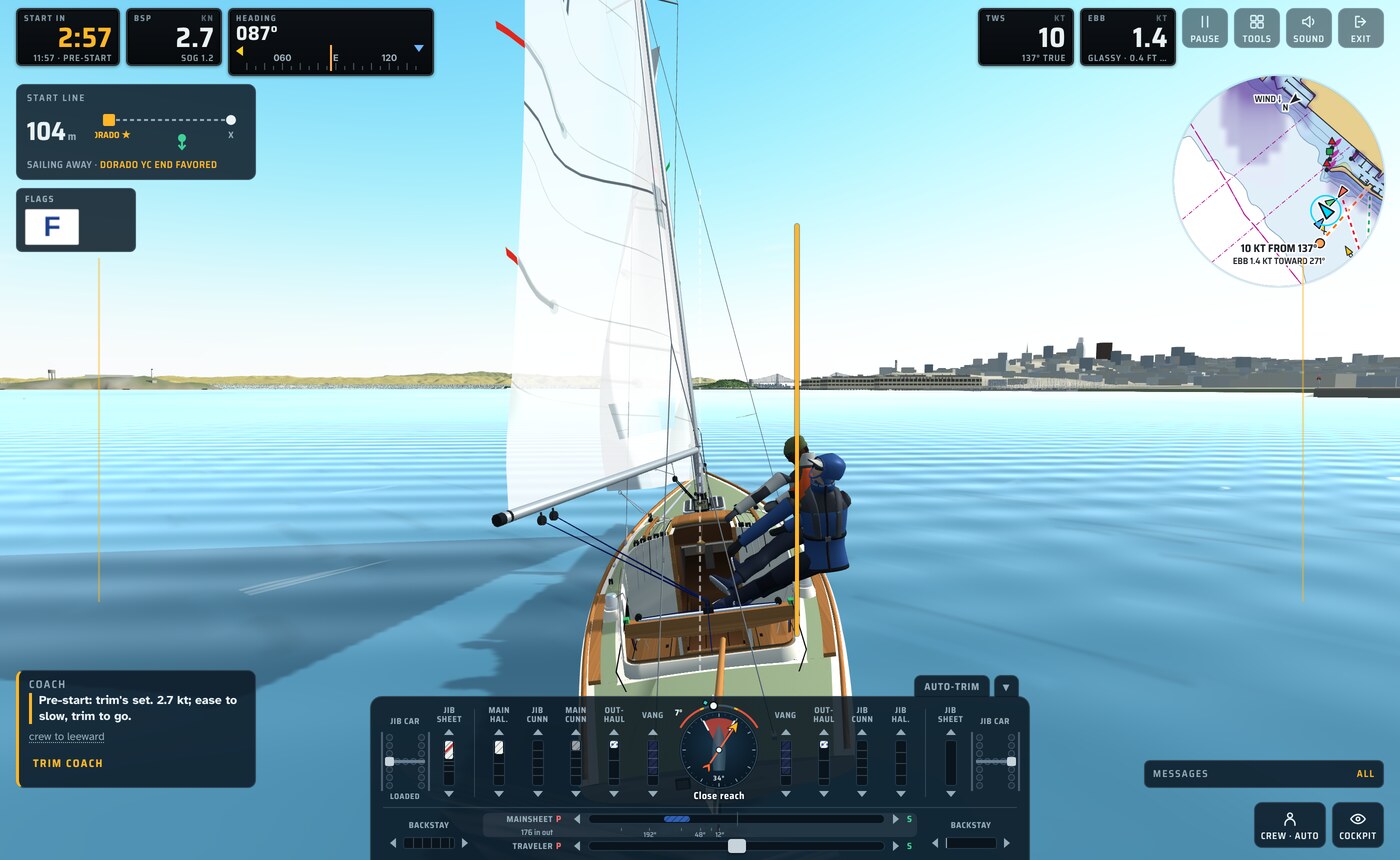 START IN
2:57
11:57 · PRE-START
BSP KN
2.7
SOG 1.2
HEADING
087°
060 E 120
TWS KT
10
137° TRUE
EBB KT
1.4
GLASSY · 0.4 FT ...
PAUSE
TOOLS
SOUND
EXIT
START LINE
104 m
ORADO ★ X
SAILING AWAY · DORADO YC END FAVORED
FLAGS
F
WIND
N
10 KT FROM 137°
EBB 1.4 KT TOWARD 271°
COACH
Pre-start: trim's set. 2.7 kt; ease to
slow, trim to go.
crew to leeward
TRIM COACH
AUTO-TRIM
▼
JIB CAR
LOADED
JIB SHEET
MAIN HAL.
JIB CUNN
MAIN CUNN
OUT-HAUL
VANG
7°
34°
Close reach
VANG
OUT-HAUL
JIB CUNN
JIB HAL.
JIB SHEET
JIB CAR
BACKSTAY
MAINSHEET P S
176 in out
192" 48" 12"
TRAVELER P S
BACKSTAY
MESSAGES ALL
CREW · AUTO
COCKPIT